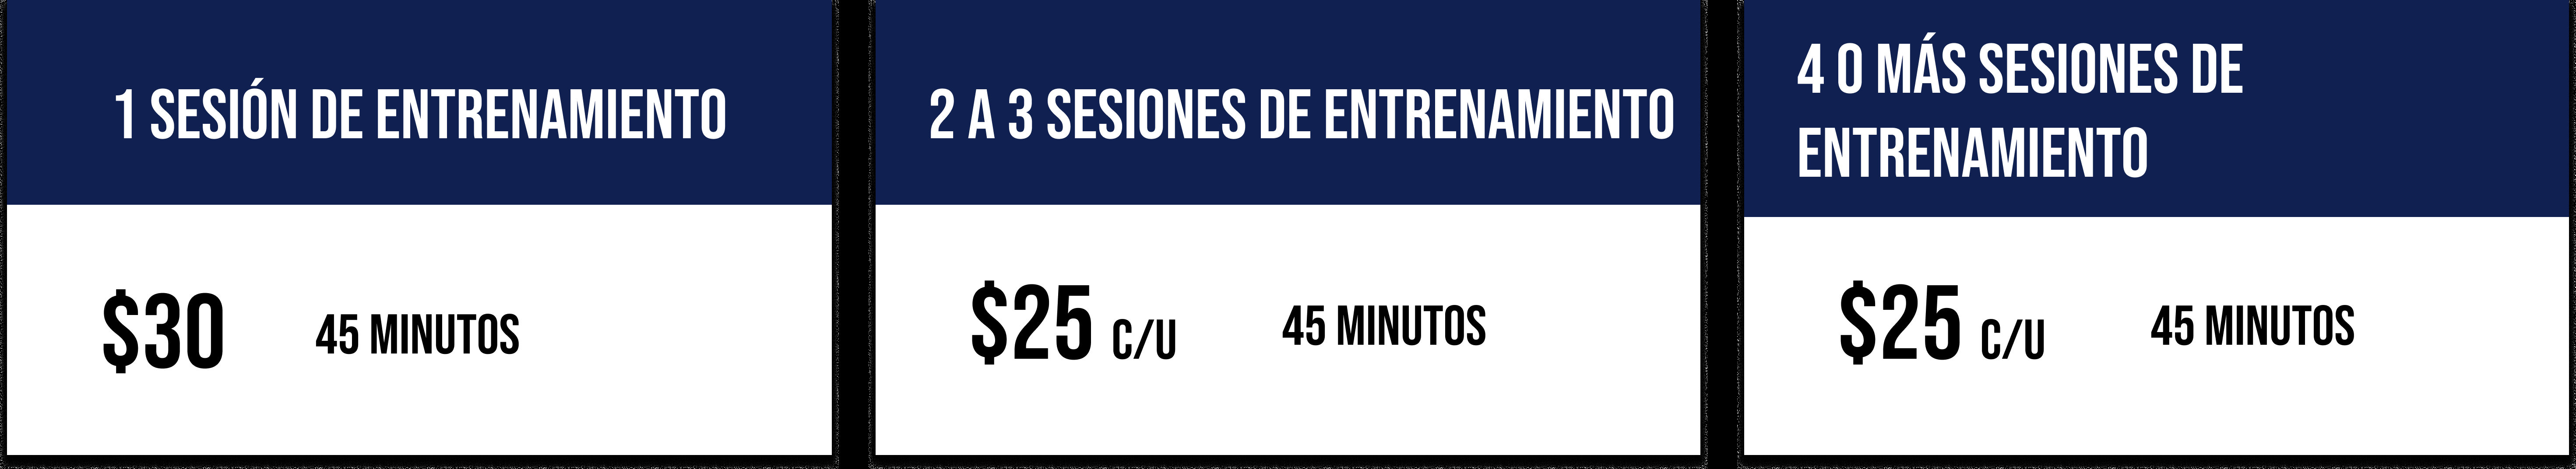 1 SESIÓN DE ENTRENAMIENTO
$30 45 MINUTOS
2 A 3 SESIONES DE ENTRENAMIENTO
$25 C/U 45 MINUTOS
4 O MÁS SESIONES DE
ENTRENAMIENTO
$25 C/U 45 MINUTOS